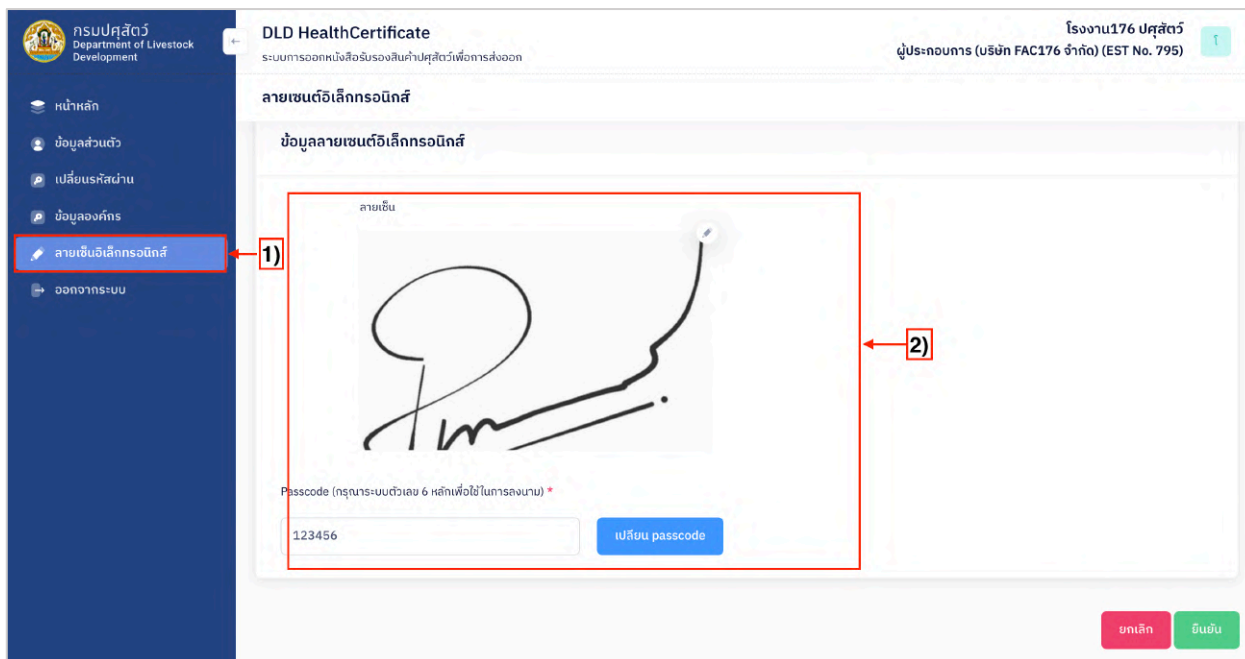 กรมปศุสัตว์
Department of Livestock
Development
DLD HealthCertificate
ระบบการออกหนังสือรับรองสินค้าปศุสัตว์เพื่อการส่งออก
โรงงาน176 ปศุสัตว์
ผู้ประกอบการ (บริษัท FAC176 จำกัด) (EST No. 795)
โ
หน้าหลัก
ข้อมูลส่วนตัว
เปลี่ยนรหัสผ่าน
ข้อมูลองค์กร
ลายเซ็นอิเล็กทรอนิกส์
ออกจากระบบ
1)
ลายเซนต์อิเล็กทรอนิกส์
ข้อมูลลายเซนต์อิเล็กทรอนิกส์
ลายเซ็น
2)
Passcode (กรุณาระบบตัวเลข 6 หลักเพื่อใช้ในการลงนาม) *
123456
เปลี่ยน passcode
ยกเลิก
ยืนยัน